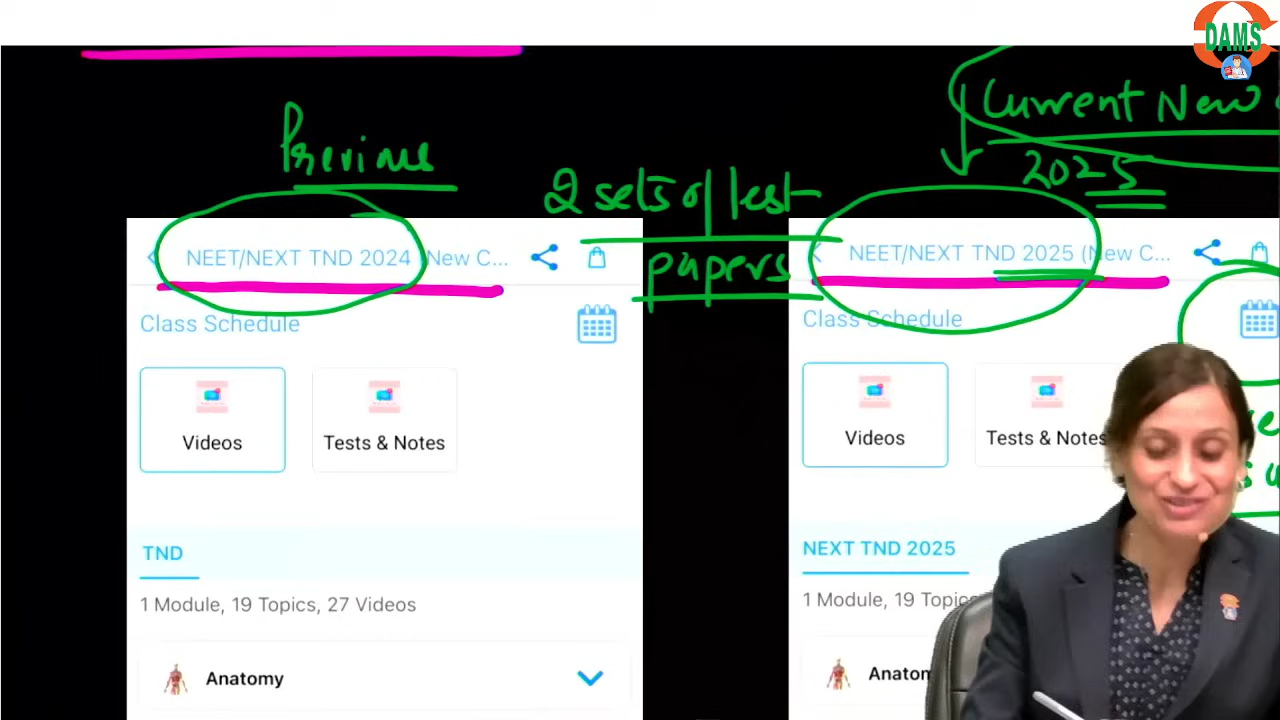 DAMS
Current New
2025
Previous
2 sets of test
papers
NEET/NEXT TND 2024 (New C...
Class Schedule
Videos
Tests & Notes
TND
1 Module, 19 Topics, 27 Videos
Anatomy
NEET/NEXT TND 2025 (New C...
Class Schedule
Videos
Tests & Notes
NEXT TND 2025
1 Module, 19 Topics
Anatom